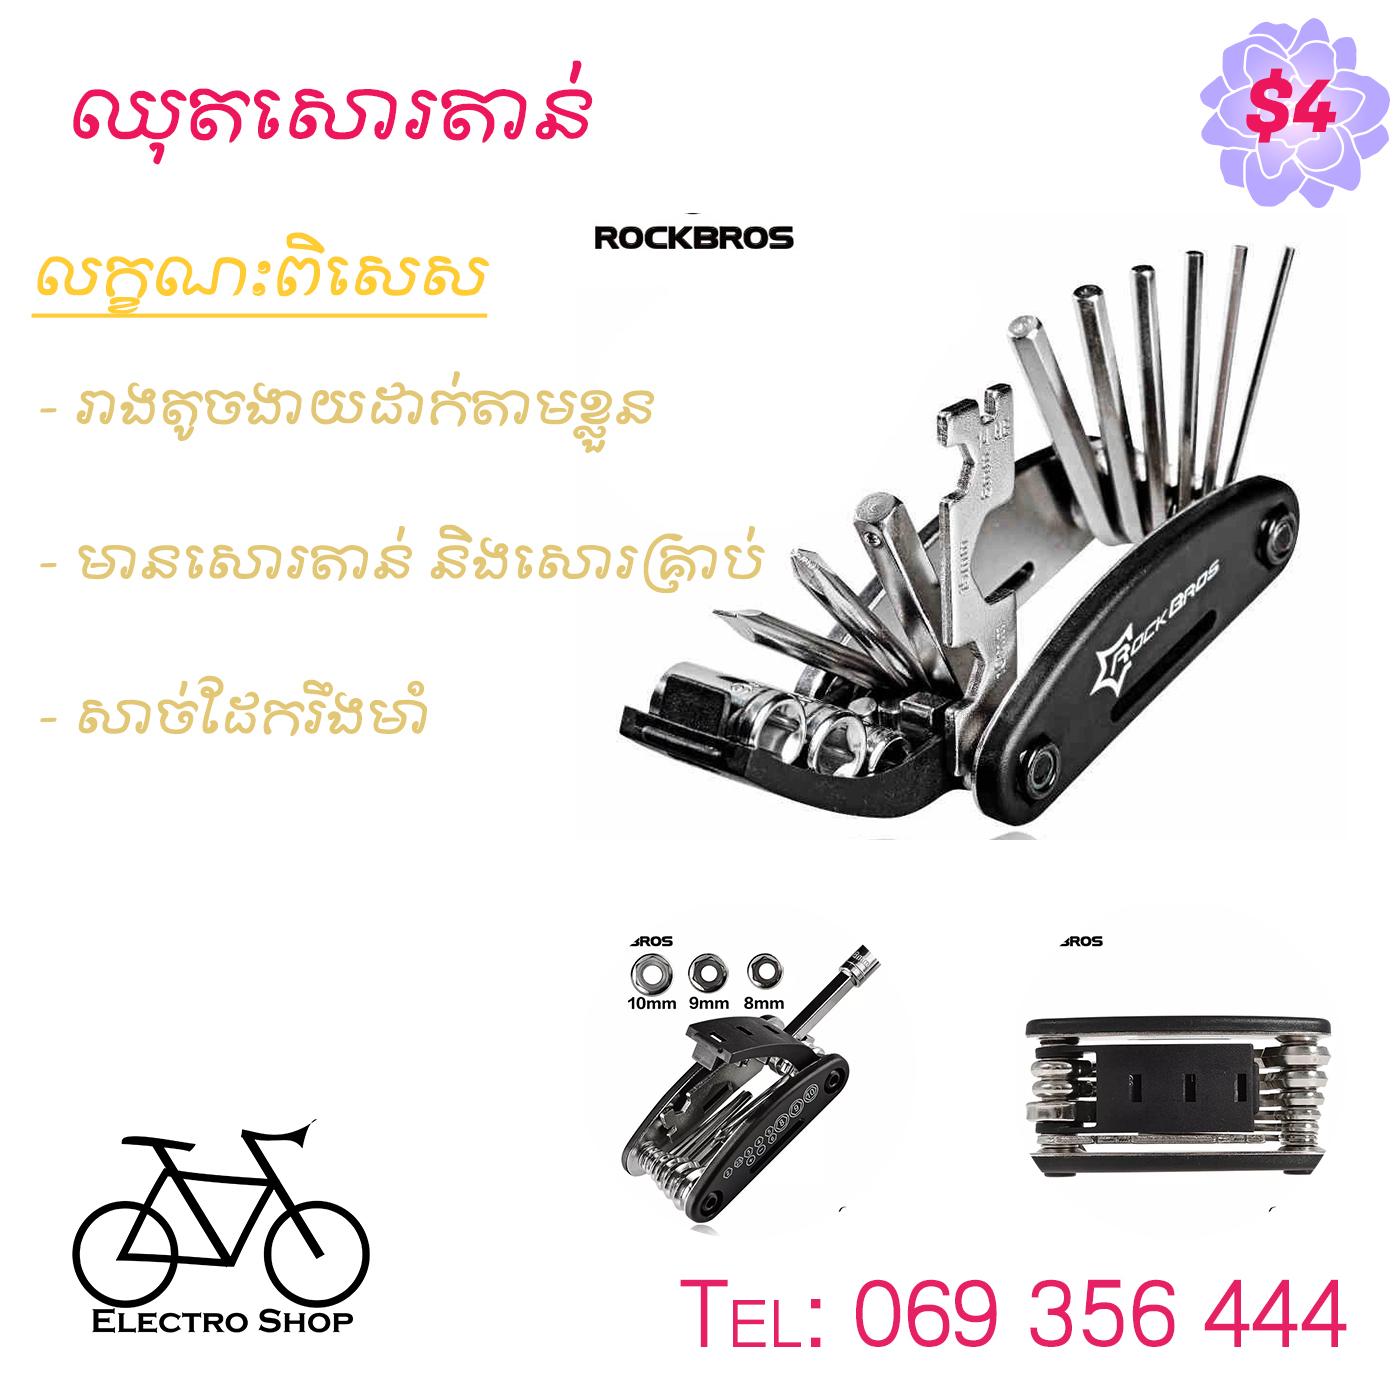 ឈុតសោរតាន់
$4
លក្ខណៈពិសេស
ROCKBROS
- រាងតូចងាយដាក់តាមខ្លួន
- មានសោរតាន់ និងសោរគ្រាប់
- សាច់ដែករឹងមាំ
ROCKBROS
BROS
10mm 9mm 8mm
BROS
ELECTRO SHOP
TEL: 069 356 444